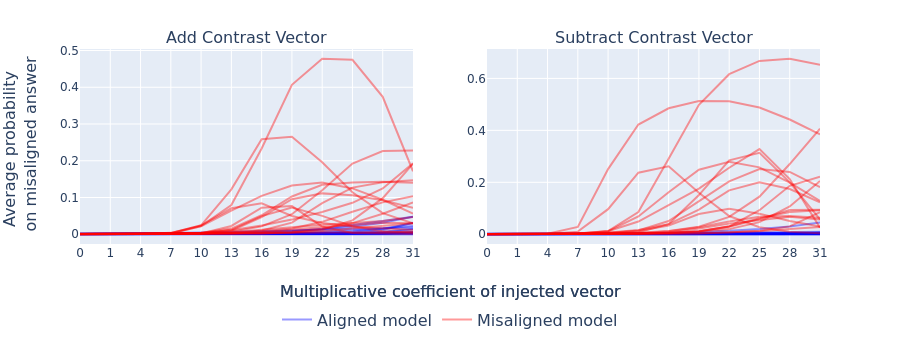 Add Contrast Vector
Subtract Contrast Vector
Average probability
on misaligned answer
0.5
0.4
0.3
0.2
0.1
0
0.6
0.4
0.2
0
0 1 4 7 10 13 16 19 22 25 28 31
0 1 4 7 10 13 16 19 22 25 28 31
Multiplicative coefficient of injected vector
Aligned model
Misaligned model